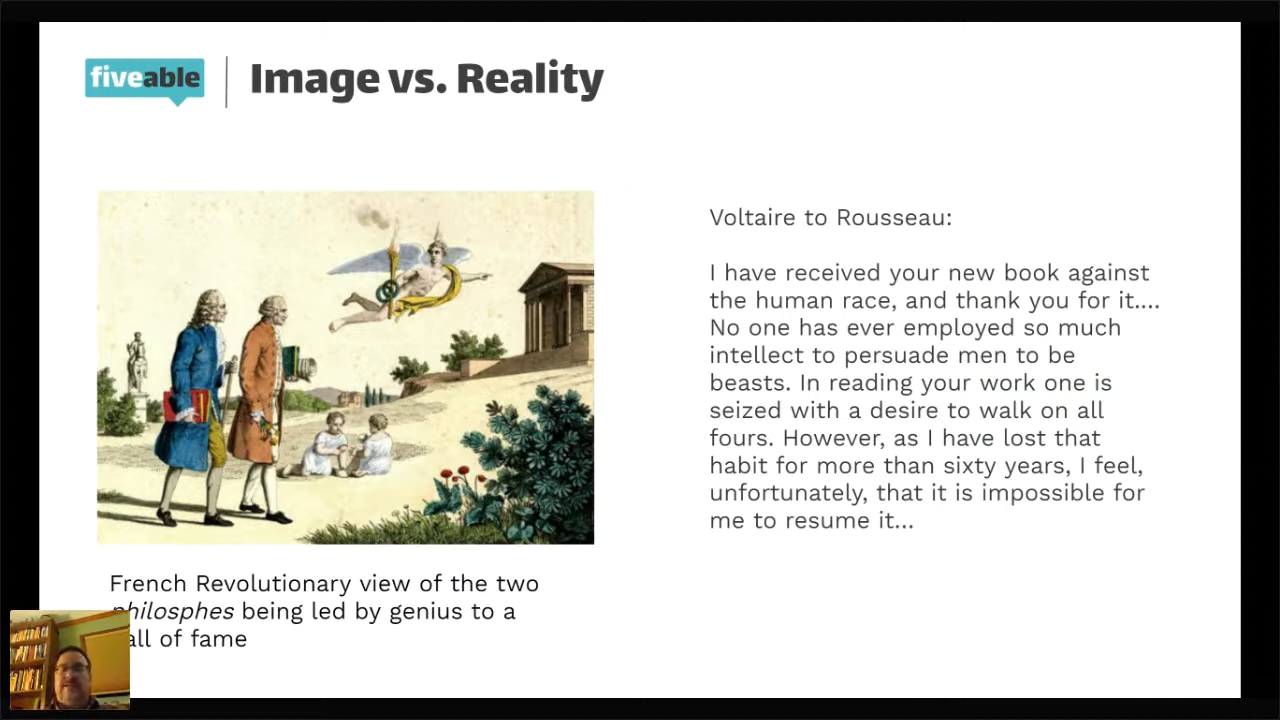 fiveable
Image vs. Reality
Voltaire to Rousseau:
I have received your new book against
the human race, and thank you for it....
No one has ever employed so much
intellect to persuade men to be
beasts. In reading your work one is
seized with a desire to walk on all
fours. However, as I have lost that
habit for more than sixty years, I feel,
unfortunately, that it is impossible for
me to resume it...
French Revolutionary view of the two
philosphes being led by genius to a
all of fame